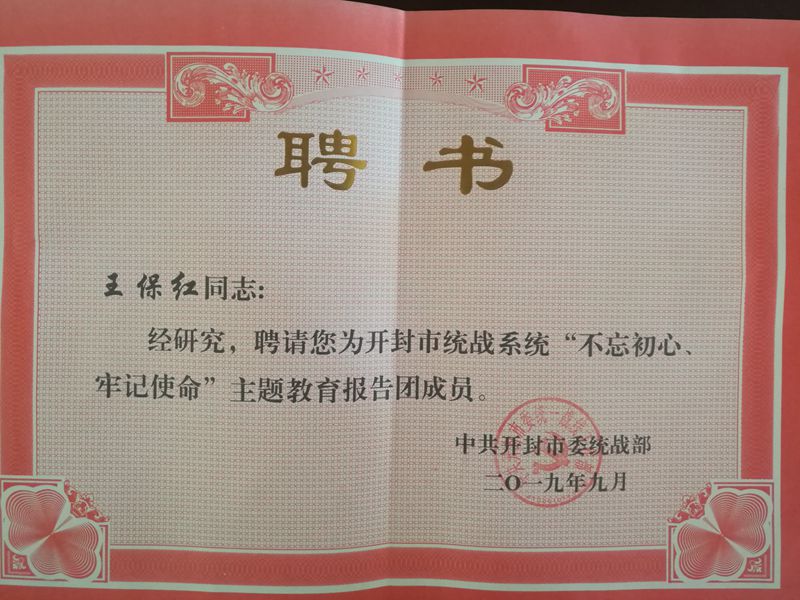 聘书
王保红同志:
经研究，聘请您为开封市统战系统“不忘初心、
牢记使命”主题教育报告团成员。
中共开封市委统战部
二〇一九年九月